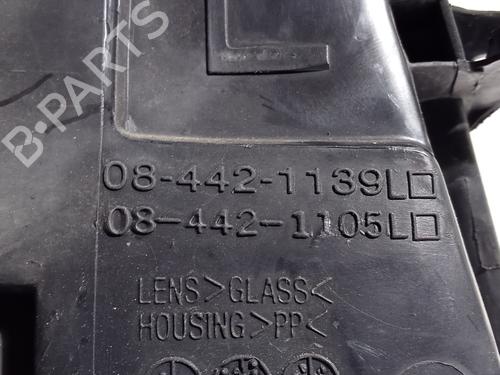 B-PARTS
L
08-442-1139L□
08-442-1105L□
LENS>GLASS<
HOUSING>PP<